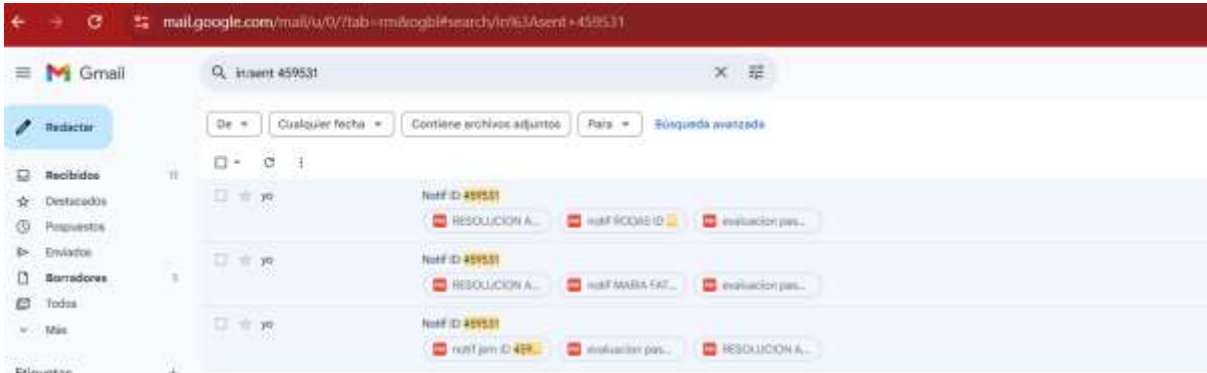 mail.google.com/mail/u/0/?tab=rm&ogbl#search/in%3Asent+459531
Gmail
in:sent 459531
Redactar
De
Cualquier fecha
Contiene archivos adjuntos
Para
Búsqueda avanzada
Recibidos 11
Destacados
Pospuestos
Enviados
Borradores
Todos
Más
yo
Notif ID 459531
RESOLUCION A...
notif RODAS ID
evaluacion pas...
yo
Notif ID 459531
RESOLUCION A...
notif MARIA FAT...
evaluacion pas...
yo
Notif ID 459531
notif jem ID 459...
evaluacion pas...
RESOLUCION A...
Etiquetas